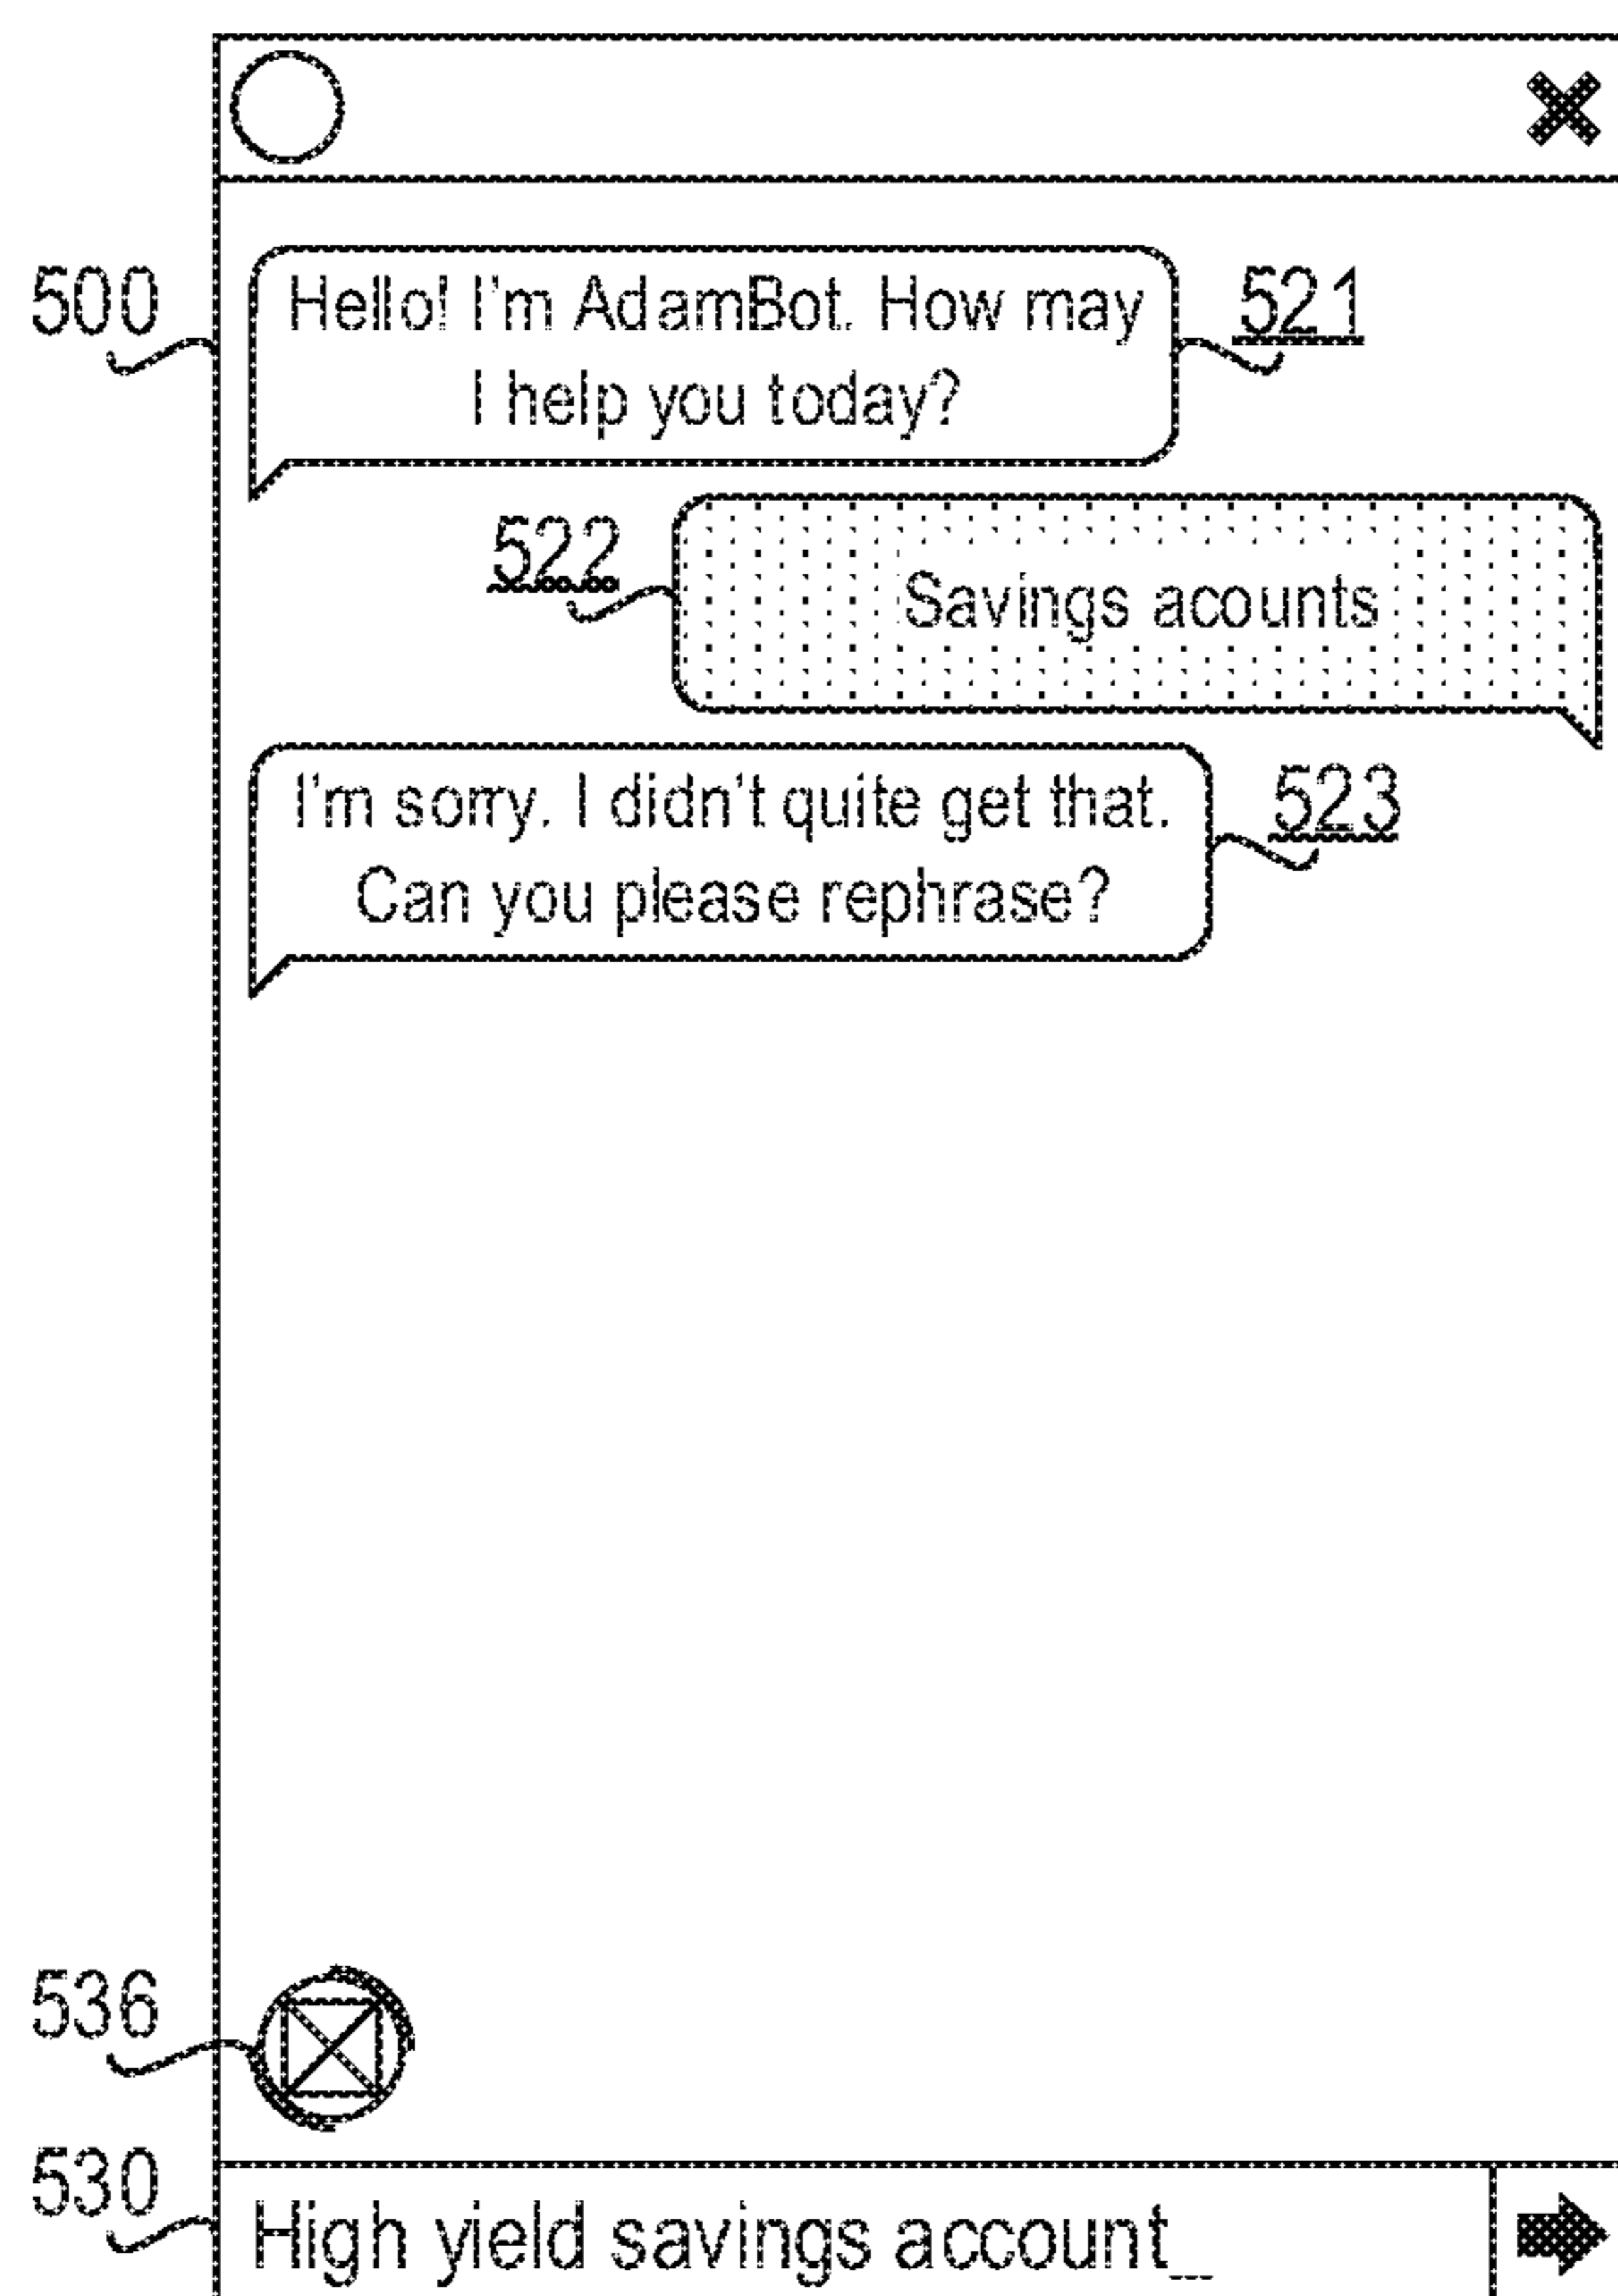 500
Hello! I'm AdamBot. How may
I help you today?
521
522
Savings acounts
I'm sorry. I didn't quite get that.
Can you please rephrase?
523
536
530
High yield savings account_